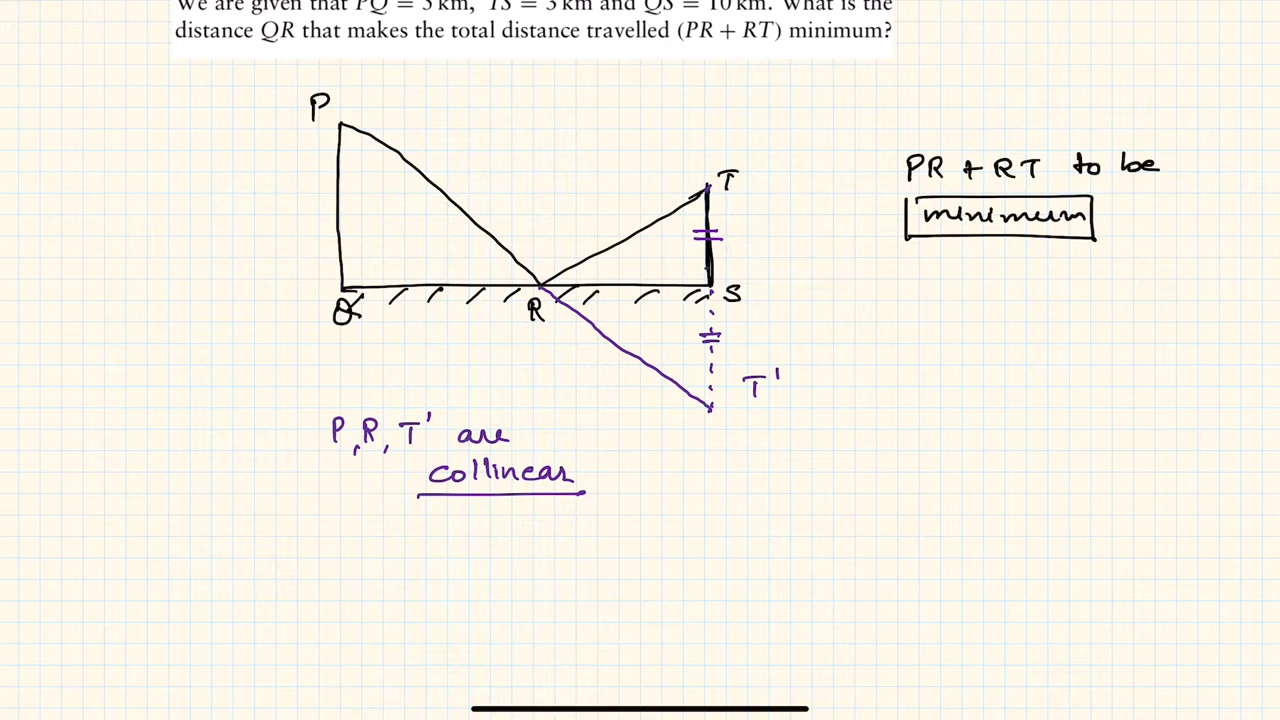 We are given that PQ = 5 km, TS = 3 km and QS = 10 km. What is the
distance QR that makes the total distance travelled (PR + RT) minimum?
P
T
PR + RT to be
minimum
Q
R
S
T'
P, R, T' are
collinear